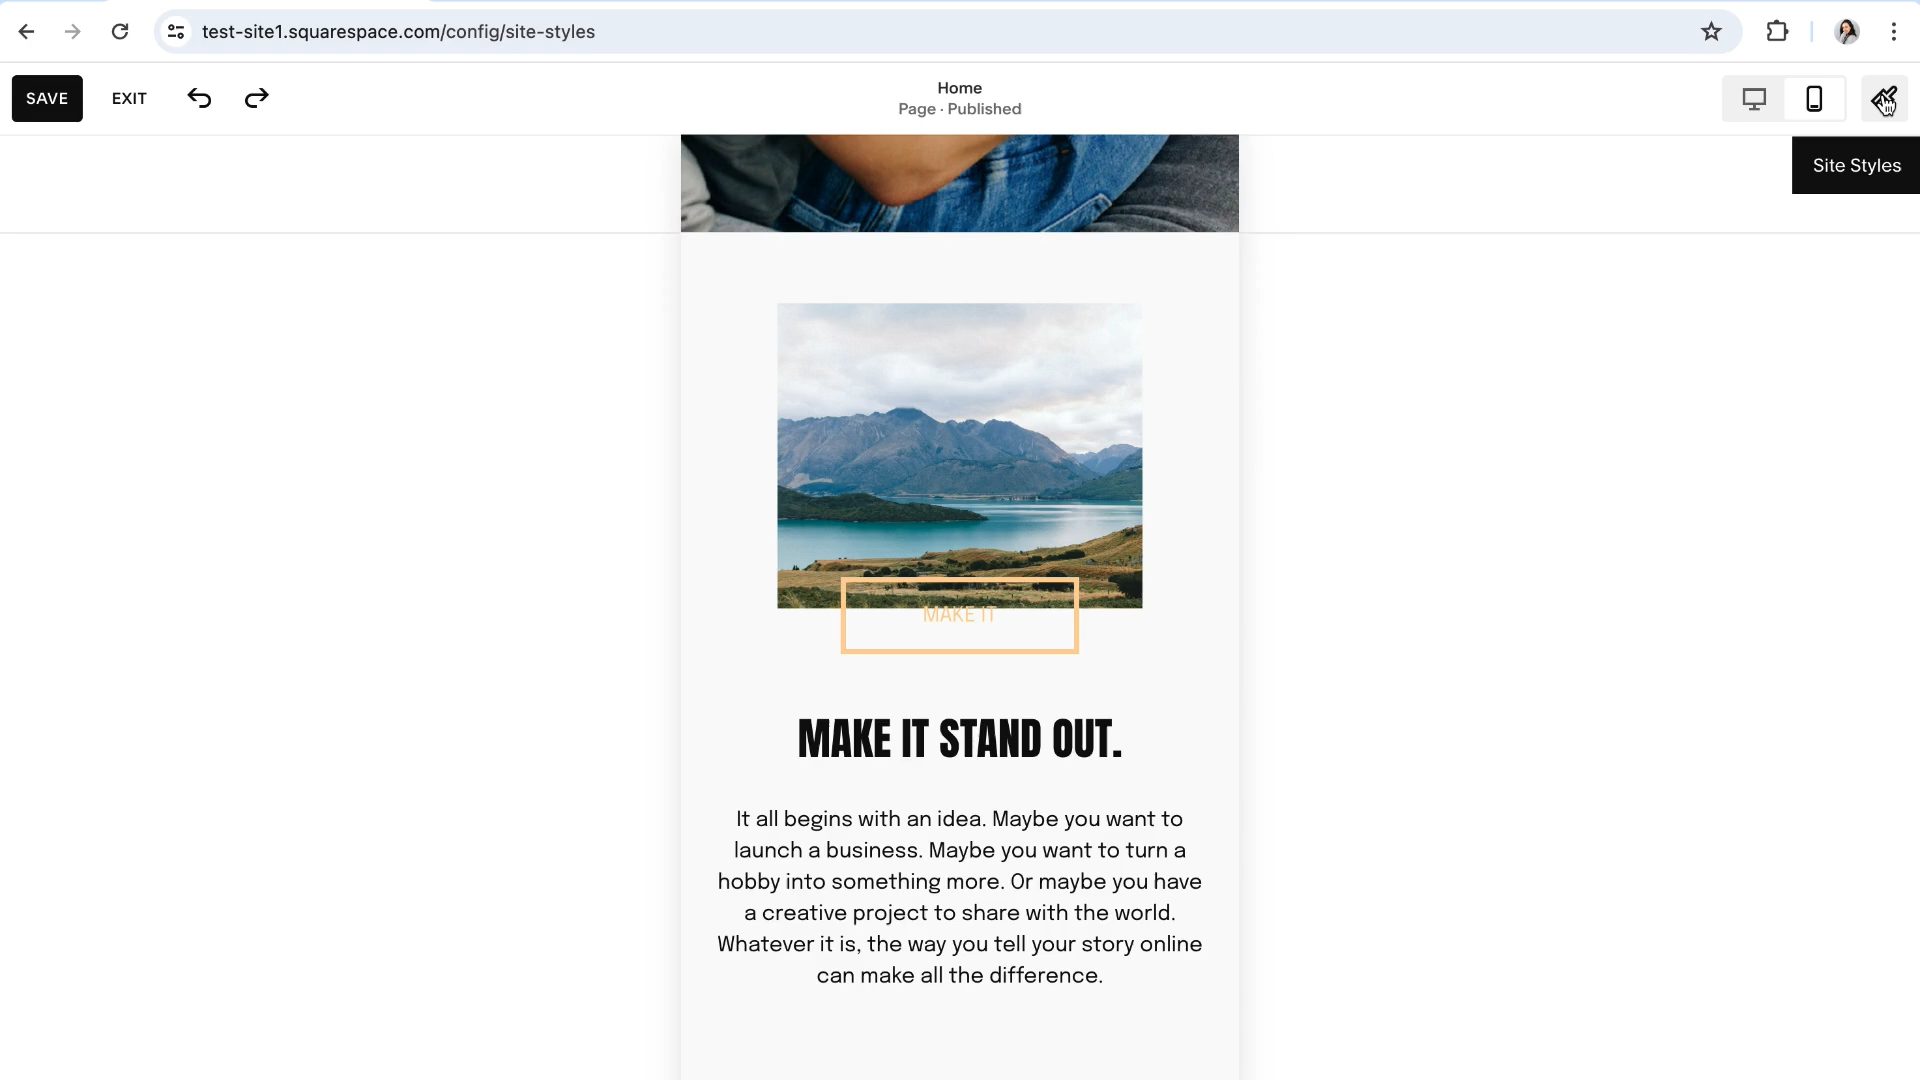 test-site1.squarespace.com/config/site-styles
SAVE
EXIT
Home
Page · Published
Site Styles
MAKE IT
MAKE IT STAND OUT.
It all begins with an idea. Maybe you want to
launch a business. Maybe you want to turn a
hobby into something more. Or maybe you have
a creative project to share with the world.
Whatever it is, the way you tell your story online
can make all the difference.